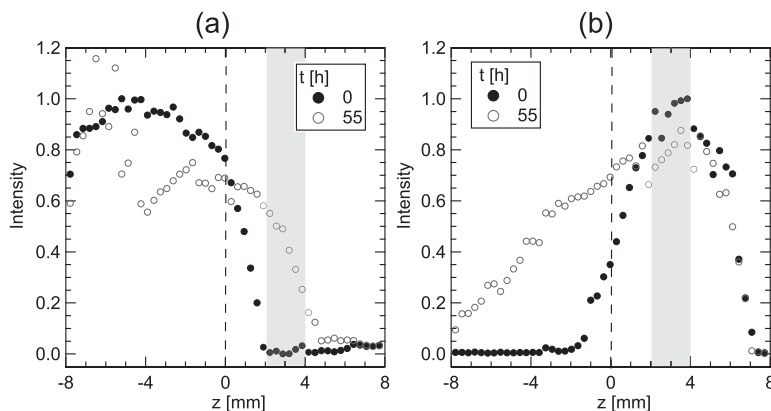 (a) (b)
1.2 1.2
t [h] t [h]
0 0
55 55
1.0 1.0
0.8 0.8
Intensity Intensity
0.6 0.6
0.4 0.4
0.2 0.2
0.0 0.0
-8 -4 0 4 8 -8 -4 0 4 8
z [mm] z [mm]